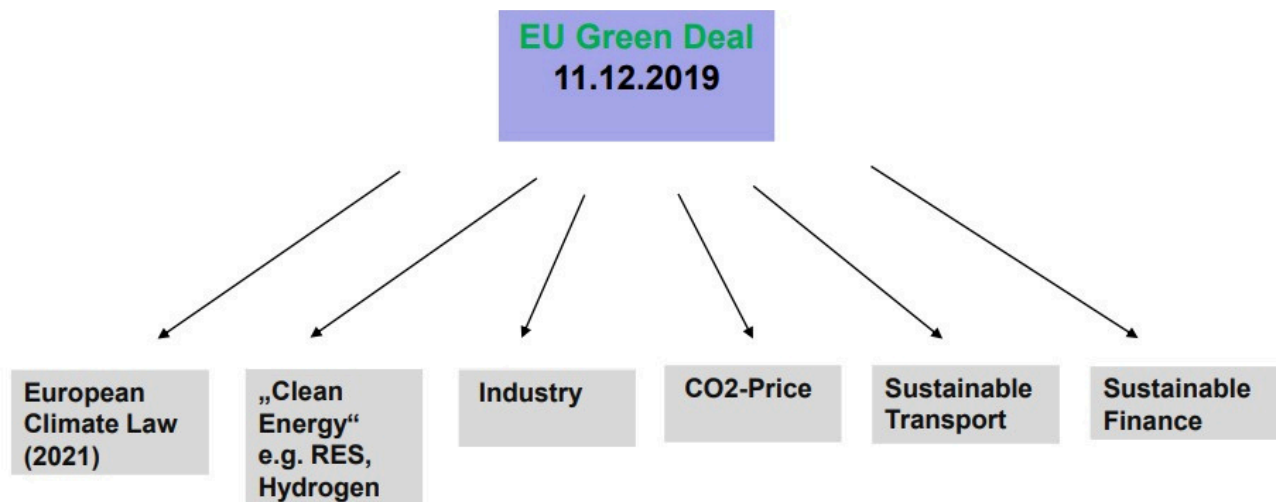 EU Green Deal
11.12.2019
European
Climate Law
(2021)
„Clean
Energy“
e.g. RES,
Hydrogen
Industry
CO2-Price
Sustainable
Transport
Sustainable
Finance